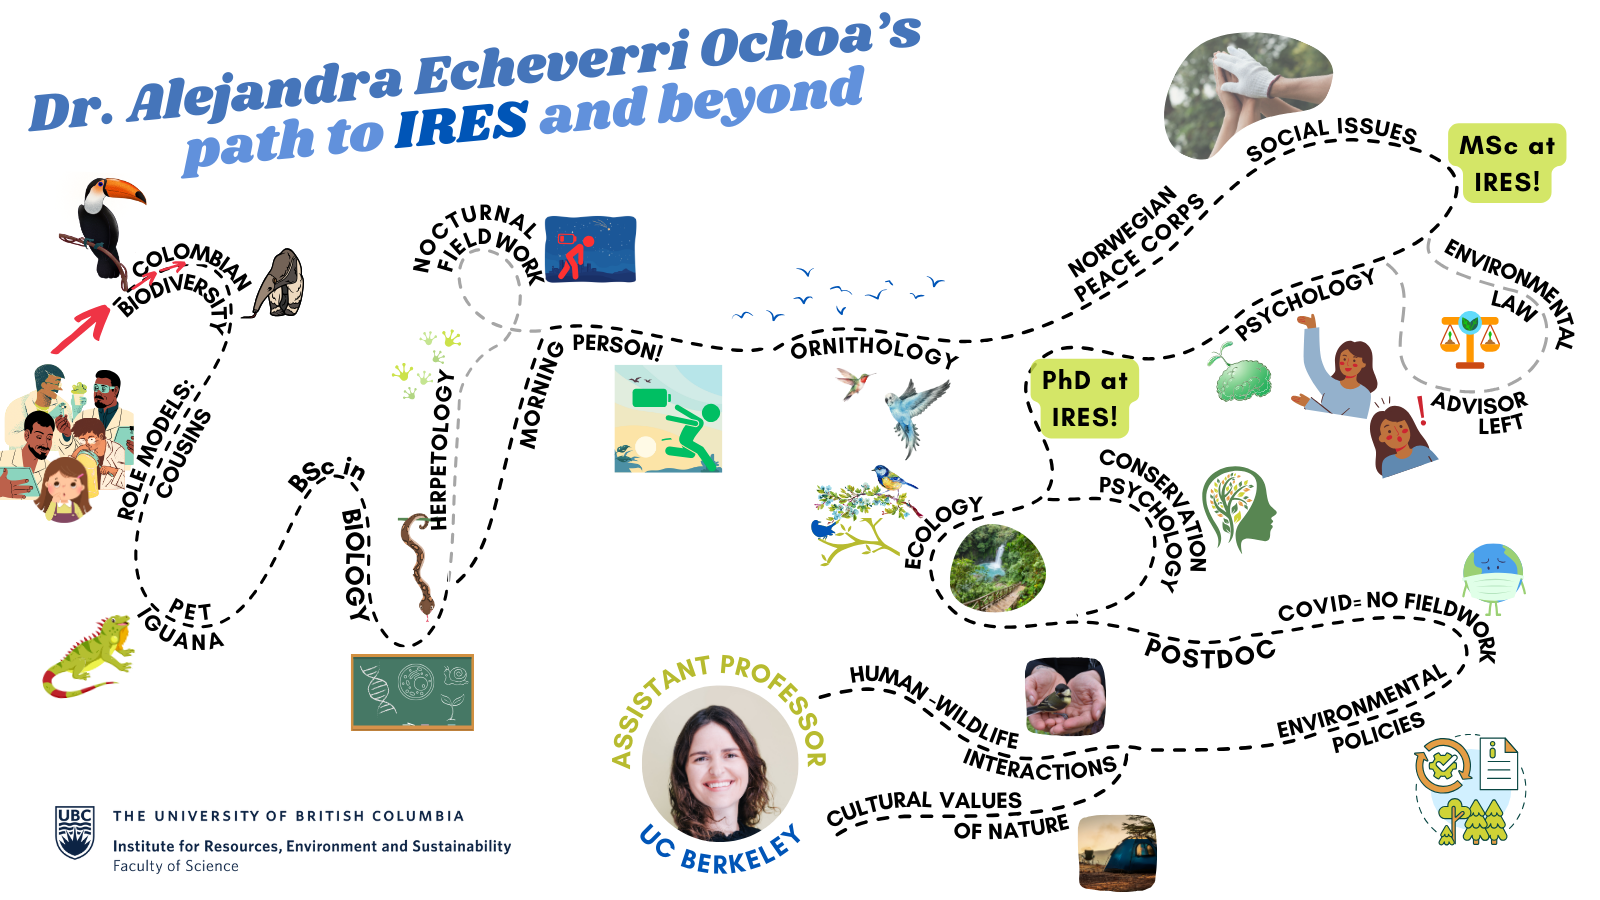 Dr. Alejandra Echeverri Ochoa's
path to IRES and beyond
COLOMBIAN
BIODIVERSITY
ROLE MODELS:
COUSINS
PET
IGUANA
BSc in
BIOLOGY
HERPETOLOGY
NOCTURNAL
FIELD WORK
MORNING
PERSON!
ORNITHOLOGY
NORWEGIAN
PEACE CORPS
SOCIAL ISSUES
MSc at
IRES!
ENVIRONMENTAL
LAW
ADVISOR
LEFT
!
PSYCHOLOGY
PhD at
IRES!
CONSERVATION
PSYCHOLOGY
ECOLOGY
POSTDOC
COVID= NO FIELDWORK
ENVIRONMENTAL
POLICIES
i
HUMAN -WILDLIFE
INTERACTIONS
CULTURAL VALUES
OF NATURE
ASSISTANT PROFESSOR
UC BERKELEY
UBC
THE UNIVERSITY OF BRITISH COLUMBIA
Institute for Resources, Environment and Sustainability
Faculty of Science